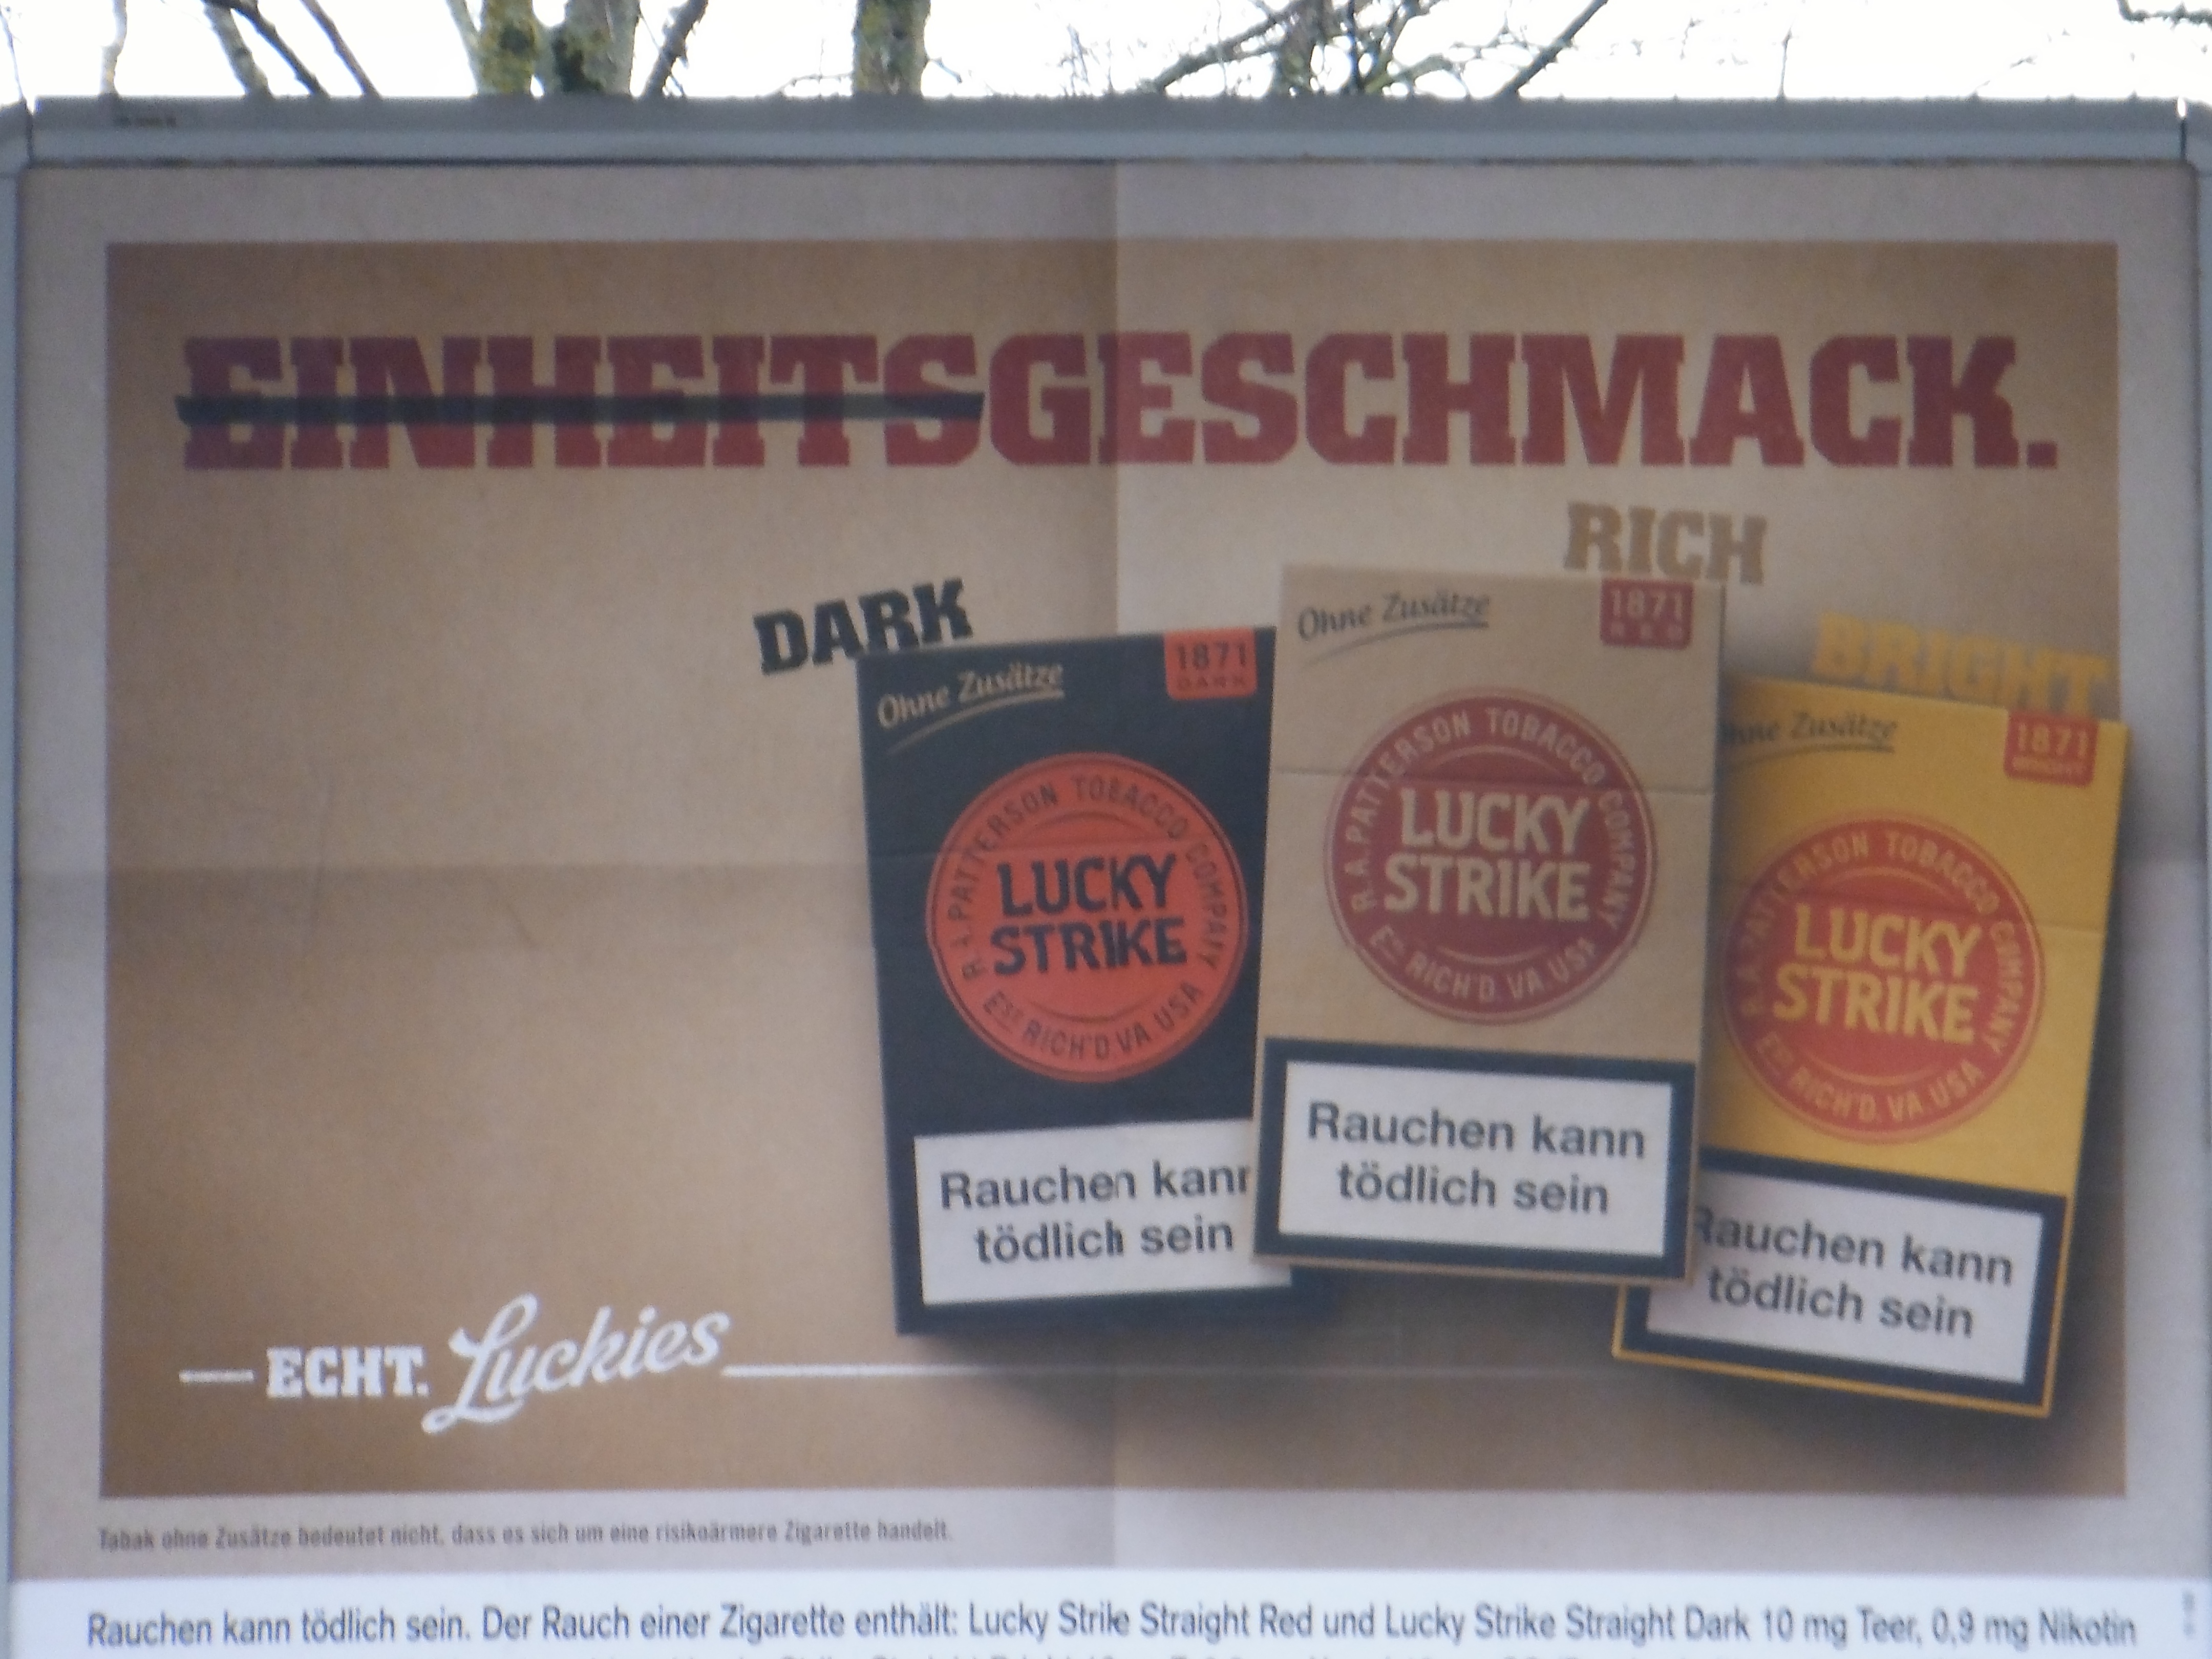 EINHEITSGESCHMACK.
DARK
RICH
BRIGHT
Ohne Zusätze
1871
DARK
R.A. PATTERSON TOBACCO COMPANY
LUCKY
STRIKE
EST. RICH'D. VA. USA
Rauchen kann
tödlich sein
Ohne Zusätze
1871
RED
R.A. PATTERSON TOBACCO COMPANY
LUCKY
STRIKE
EST. RICH'D. VA. USA
Rauchen kann
tödlich sein
Ohne Zusätze
1871
BRIGHT
R.A. PATTERSON TOBACCO COMPANY
LUCKY
STRIKE
EST. RICH'D. VA. USA
Rauchen kann
tödlich sein
ECHT. Luckies
Tabak ohne Zusätze bedeutet nicht, dass es sich um eine risikoärmere Zigarette handelt.
Rauchen kann tödlich sein. Der Rauch einer Zigarette enthält: Lucky Strike Straight Red und Lucky Strike Straight Dark 10 mg Teer, 0,9 mg Nikotin